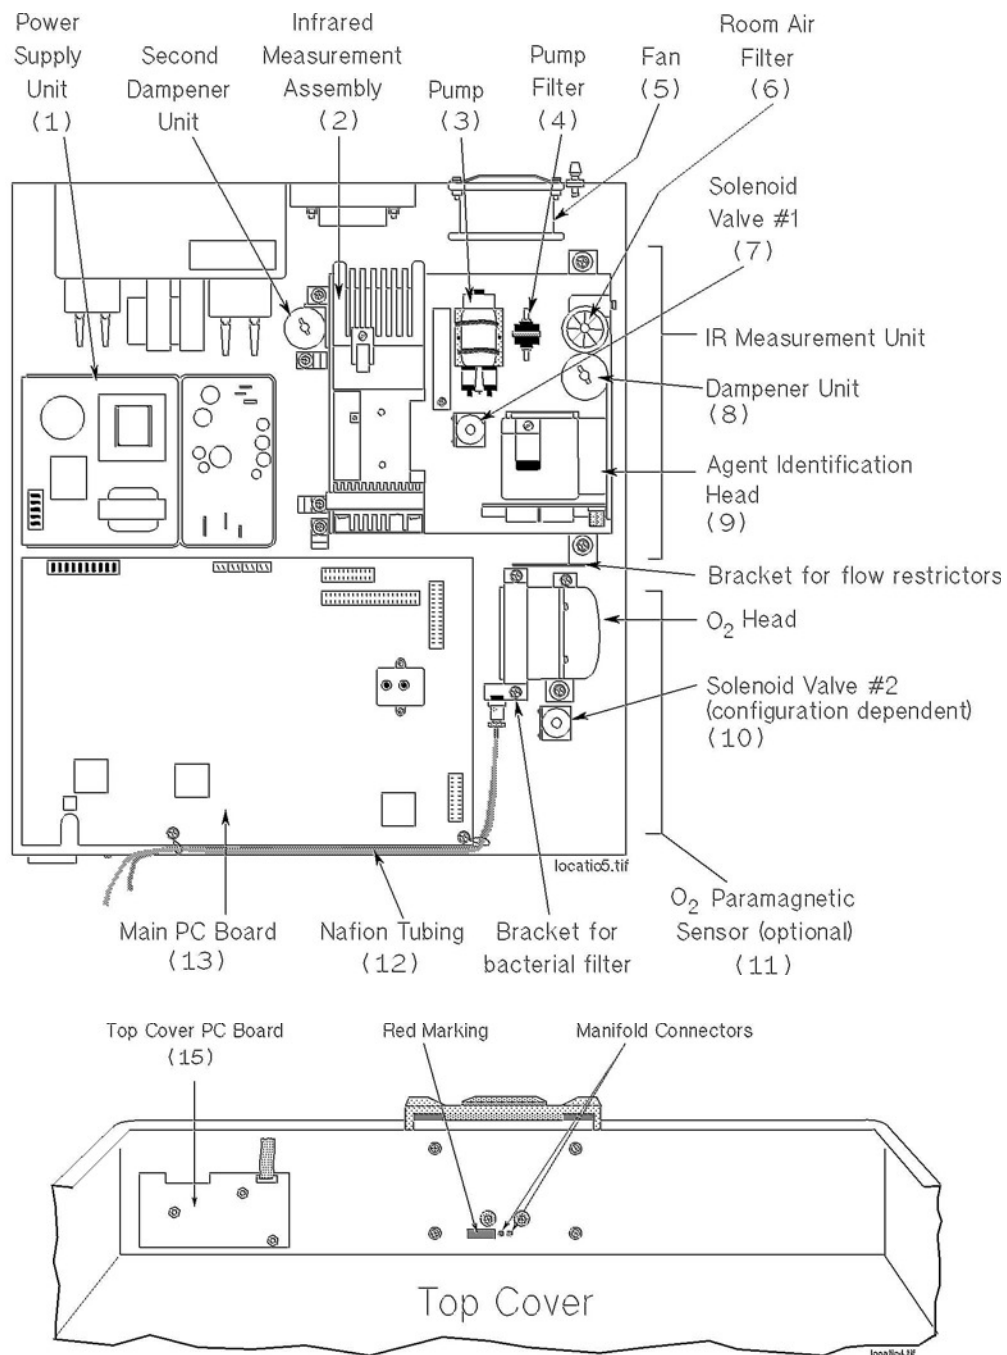 Power
Supply
Unit
(1)
Second
Dampener
Unit
Infrared
Measurement
Assembly
(2)
Pump
(3)
Pump
Filter
(4)
Fan
(5)
Room Air
Filter
(6)
Solenoid
Valve #1
(7)
IR Measurement Unit
Dampener Unit
(8)
Agent Identification
Head
(9)
Bracket for flow restrictors
O2 Head
Solenoid Valve #2
(configuration dependent)
(10)
locatio5.tif
Main PC Board
(13)
Nafion Tubing
(12)
Bracket for
bacterial filter
O2 Paramagnetic
Sensor (optional)
(11)
Top Cover PC Board
(15)
Red Marking
Manifold Connectors
Top Cover
locatio4.tif